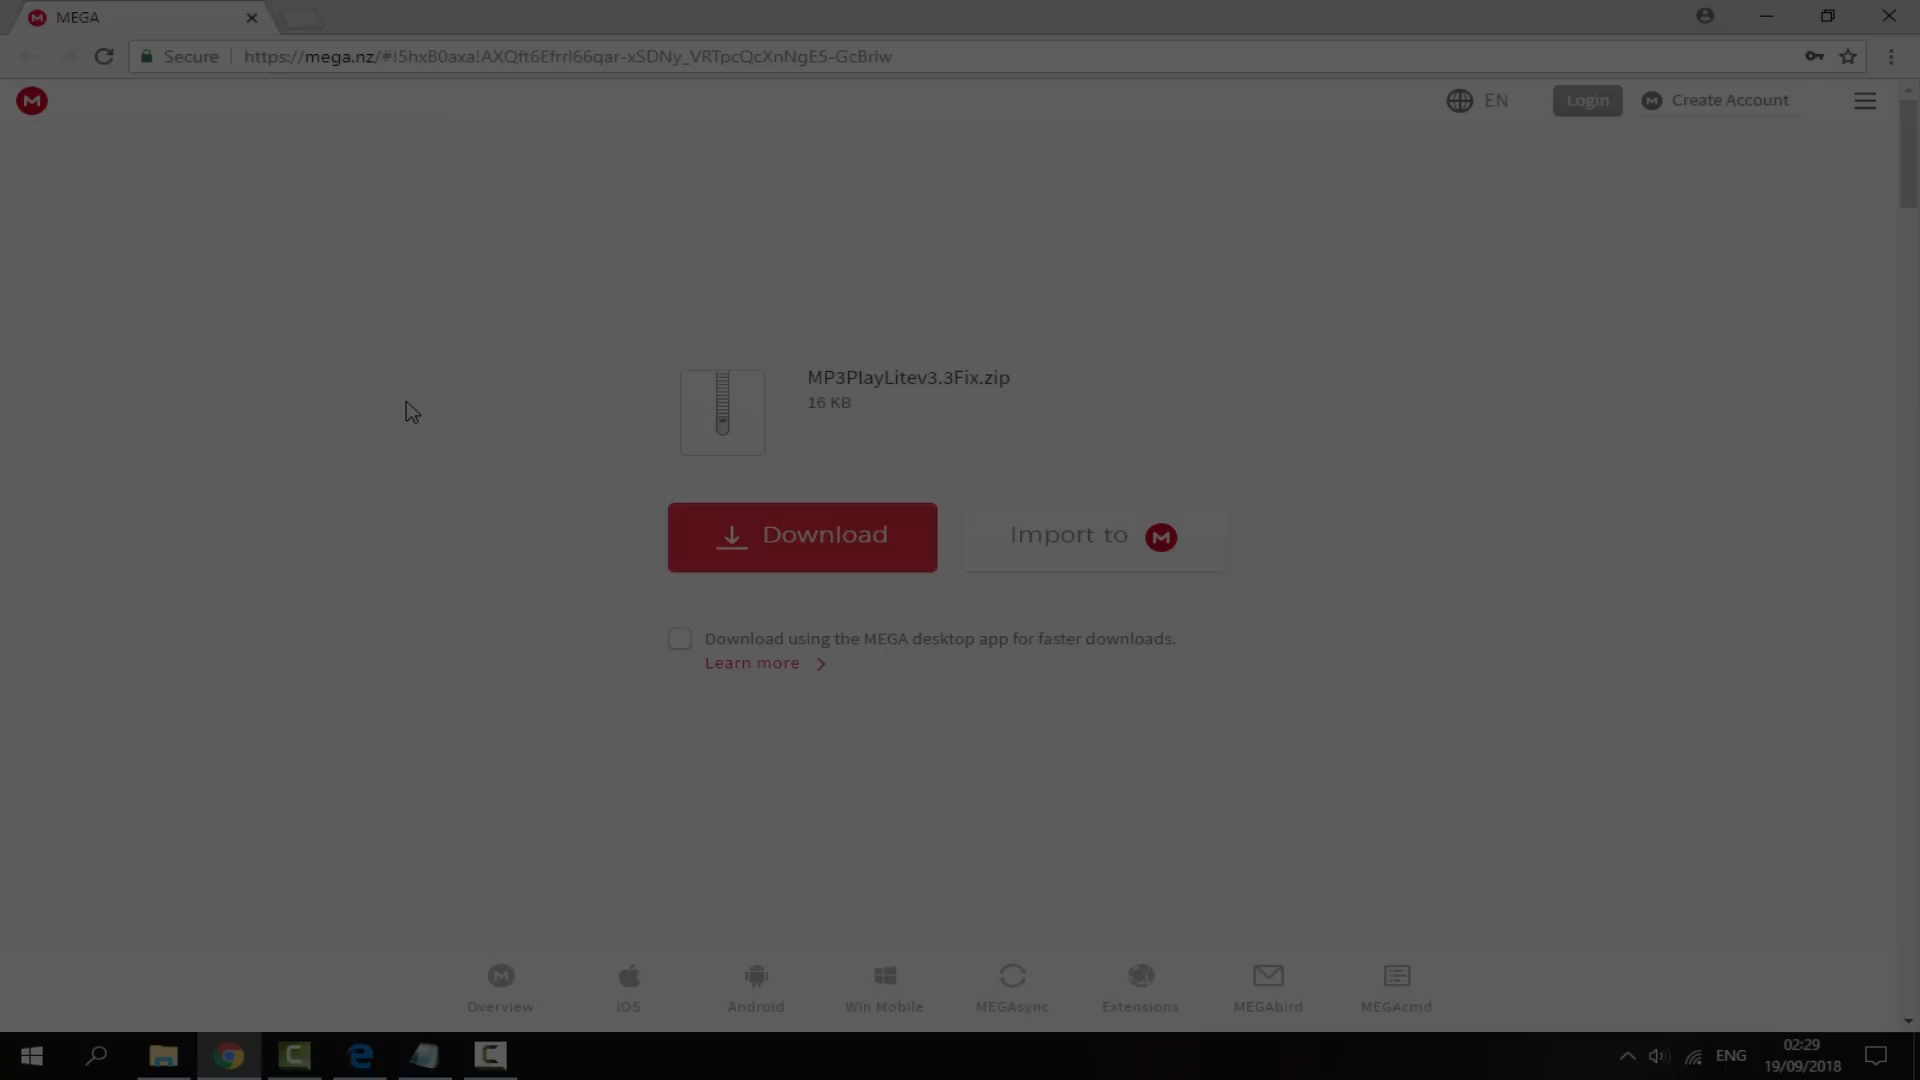 MEGA
Secure
https://mega.nz/#!5hxB0axa!AXQft6Efrrl66qar-xSDNy_VRTpcQcXnNgE5-GcBrlw
EN
Login
Create Account
MP3PlayLitev3.3Fix.zip
16 KB
Download
Import to
Download using the MEGA desktop app for faster downloads.
Learn more
Overview
iOS
Android
Win Mobile
MEGAsync
Extensions
MEGAbird
MEGAcmd
ENG
02:29
19/09/2018